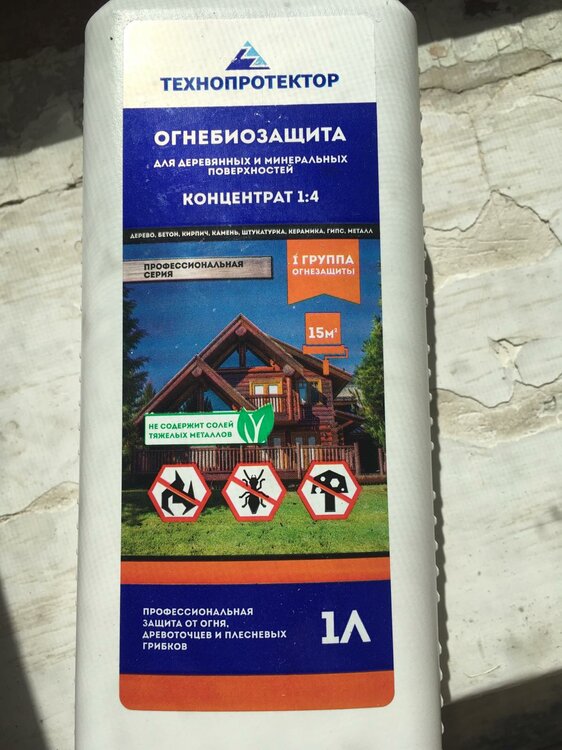 ТЕХНОПРОТЕКТОР
ОГНЕБИОЗАЩИТА
ДЛЯ ДЕРЕВЯННЫХ И МИНЕРАЛЬНЫХ
ПОВЕРХНОСТЕЙ
КОНЦЕНТРАТ 1:4
ДЕРЕВО, БЕТОН, КИРПИЧ, КАМЕНЬ, ШТУКАТУРКА, КЕРАМИКА, ГИПС, МЕТАЛЛ
ПРОФЕССИОНАЛЬНАЯ
СЕРИЯ
I ГРУППА
ОГНЕЗАЩИТЫ
15м²
НЕ СОДЕРЖИТ СОЛЕЙ
ТЯЖЕЛЫХ МЕТАЛЛОВ
ПРОФЕССИОНАЛЬНАЯ
ЗАЩИТА ОТ ОГНЯ,
ДРЕВОТОЧЦЕВ И ПЛЕСНЕВЫХ
ГРИБКОВ
1Л